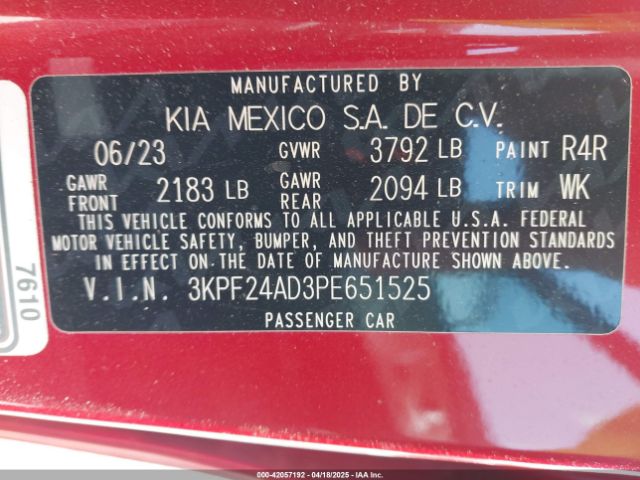 MANUFACTURED BY
KIA MEXICO S.A. DE C.V.
06/23 GVWR 3792 LB PAINT R4R
GAWR FRONT 2183 LB GAWR REAR 2094 LB TRIM WK
THIS VEHICLE CONFORMS TO ALL APPLICABLE U.S.A. FEDERAL
MOTOR VEHICLE SAFETY, BUMPER, AND THEFT PREVENTION STANDARDS
IN EFFECT ON THE DATE OF MANUFACTURE SHOWN ABOVE.
V.I.N. 3KPF24AD3PE651525
PASSENGER CAR
7610
000-42057192 04/18/2025 IAAI.COM